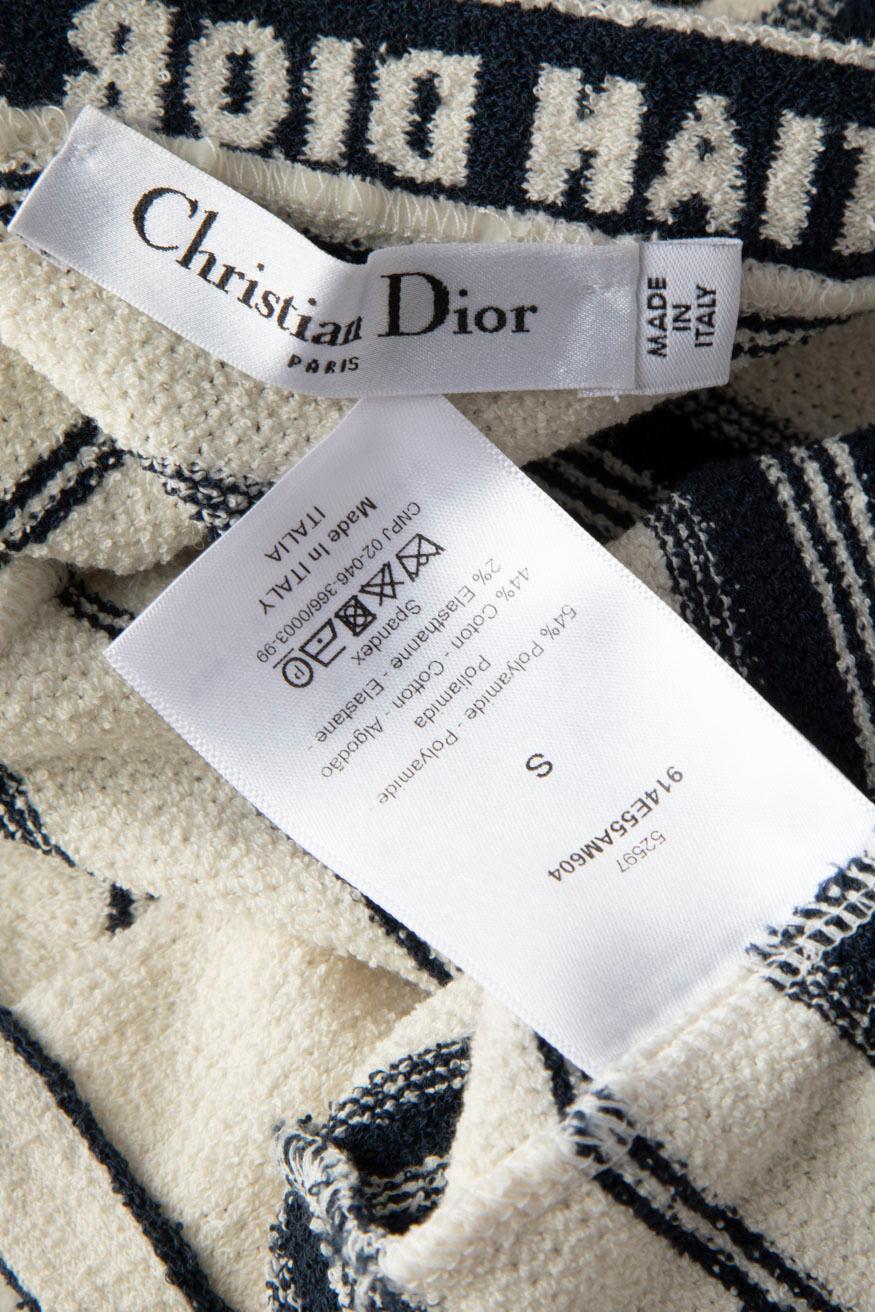 TIAN DIOR
Christian Dior
PARIS
MADE
IN
ITALY
52597
914E55AM604
S
54% Polyamide - Polyamide
Poliamida
44% Coton - Cotton - Algodão
2% Elasthanne - Elastane -
Spandex
CNPJ 02-046-366/0003-99
Made In ITALY
ITALIA